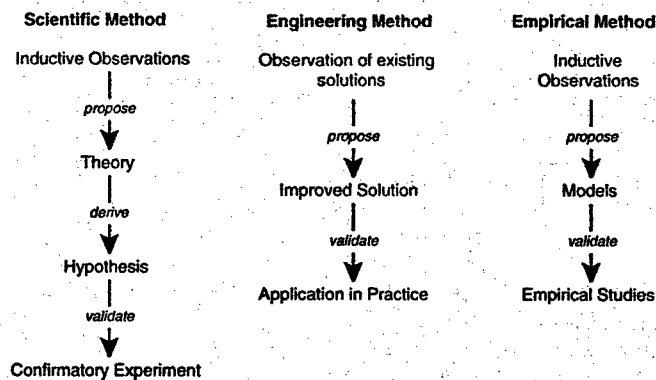 Scientific Method
Inductive Observations
propose
Theory
derive
Hypothesis
validate
Confirmatory Experiment
Engineering Method
Observation of existing
solutions
propose
Improved Solution
validate
Application in Practice
Empirical Method
Inductive
Observations
propose
Models
validate
Empirical Studies